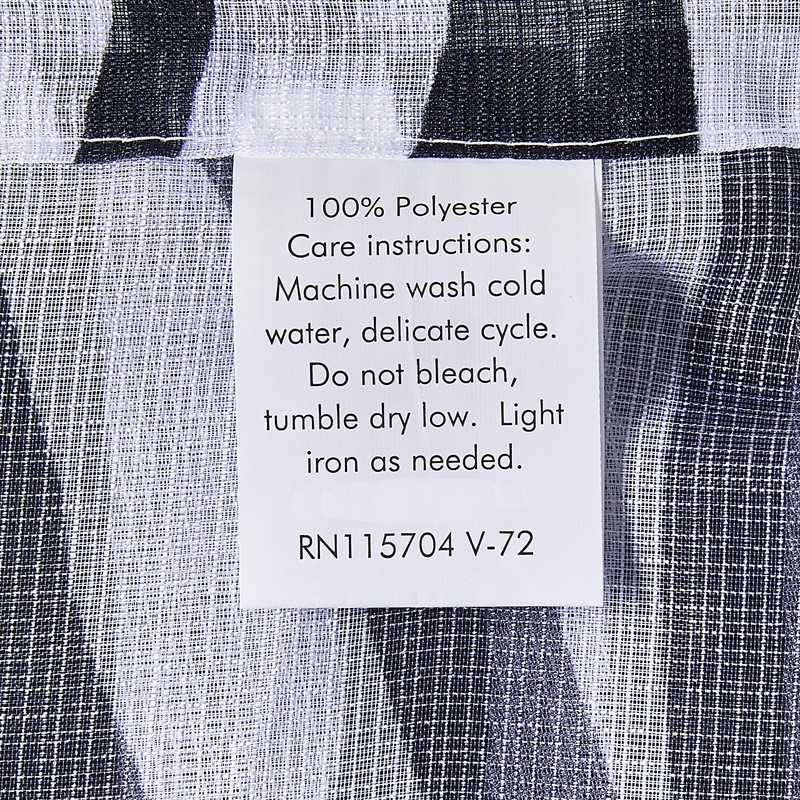 100% Polyester
Care instructions:
Machine wash cold
water, delicate cycle.
Do not bleach,
tumble dry low.  Light
iron as needed.
RN115704 V-72